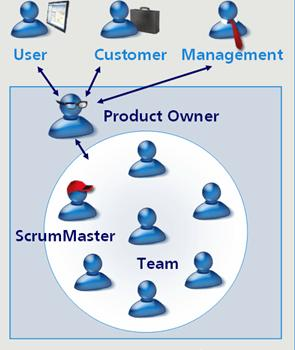 User Customer Management
Product Owner
ScrumMaster
Team